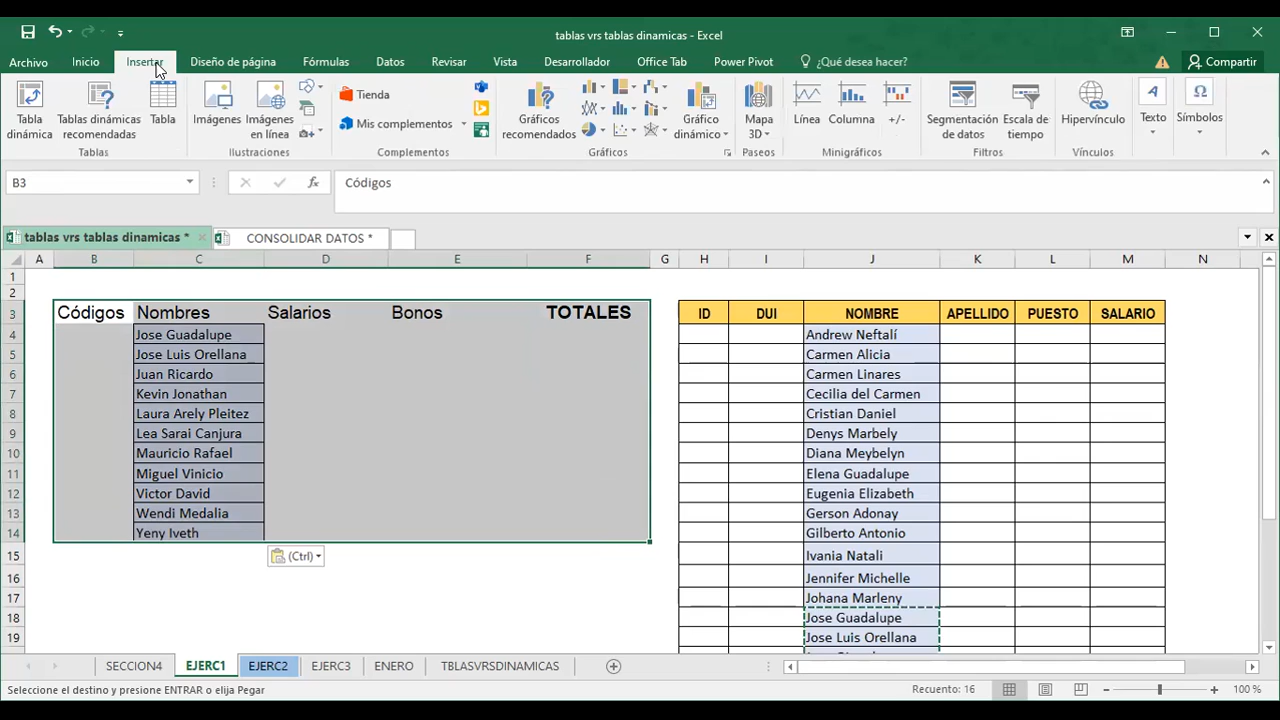 tablas vrs tablas dinamicas - Excel
Archivo Inicio Insertar Diseño de página Fórmulas Datos Revisar Vista Desarrollador Office Tab Power Pivot ¿Qué desea hacer? Compartir
Tabla dinámica
Tablas dinámicas recomendadas
Tabla
Tablas
Imágenes
Imágenes en línea
Ilustraciones
Tienda
Mis complementos
Complementos
Gráficos recomendados
Gráfico dinámico
Gráficos
Mapa 3D
Paseos
Línea
Columna
+/-
Minigráficos
Segmentación de datos
Escala de tiempo
Filtros
Hipervínculo
Vínculos
Texto
Símbolos
B3 fx Códigos
tablas vrs tablas dinamicas * CONSOLIDAR DATOS *
A B C D E F G H I J K L M N
1
2
3 Códigos Nombres Salarios Bonos TOTALES ID DUI NOMBRE APELLIDO PUESTO SALARIO
4 Jose Guadalupe Andrew Neftalí
5 Jose Luis Orellana Carmen Alicia
6 Juan Ricardo Carmen Linares
7 Kevin Jonathan Cecilia del Carmen
8 Laura Arely Pleitez Cristian Daniel
9 Lea Sarai Canjura Denys Marbely
10 Mauricio Rafael Diana Meybelyn
11 Miguel Vinicio Elena Guadalupe
12 Victor David Eugenia Elizabeth
13 Wendi Medalia Gerson Adonay
14 Yeny Iveth Gilberto Antonio
15 (Ctrl) Ivania Natali
16 Jennifer Michelle
17 Johana Marleny
18 Jose Guadalupe
19 Jose Luis Orellana
SECCION4 EJERC1 EJERC2 EJERC3 ENERO TBLASVRSDINAMICAS
Seleccione el destino y presione ENTRAR o elija Pegar Recuento: 16 100 %